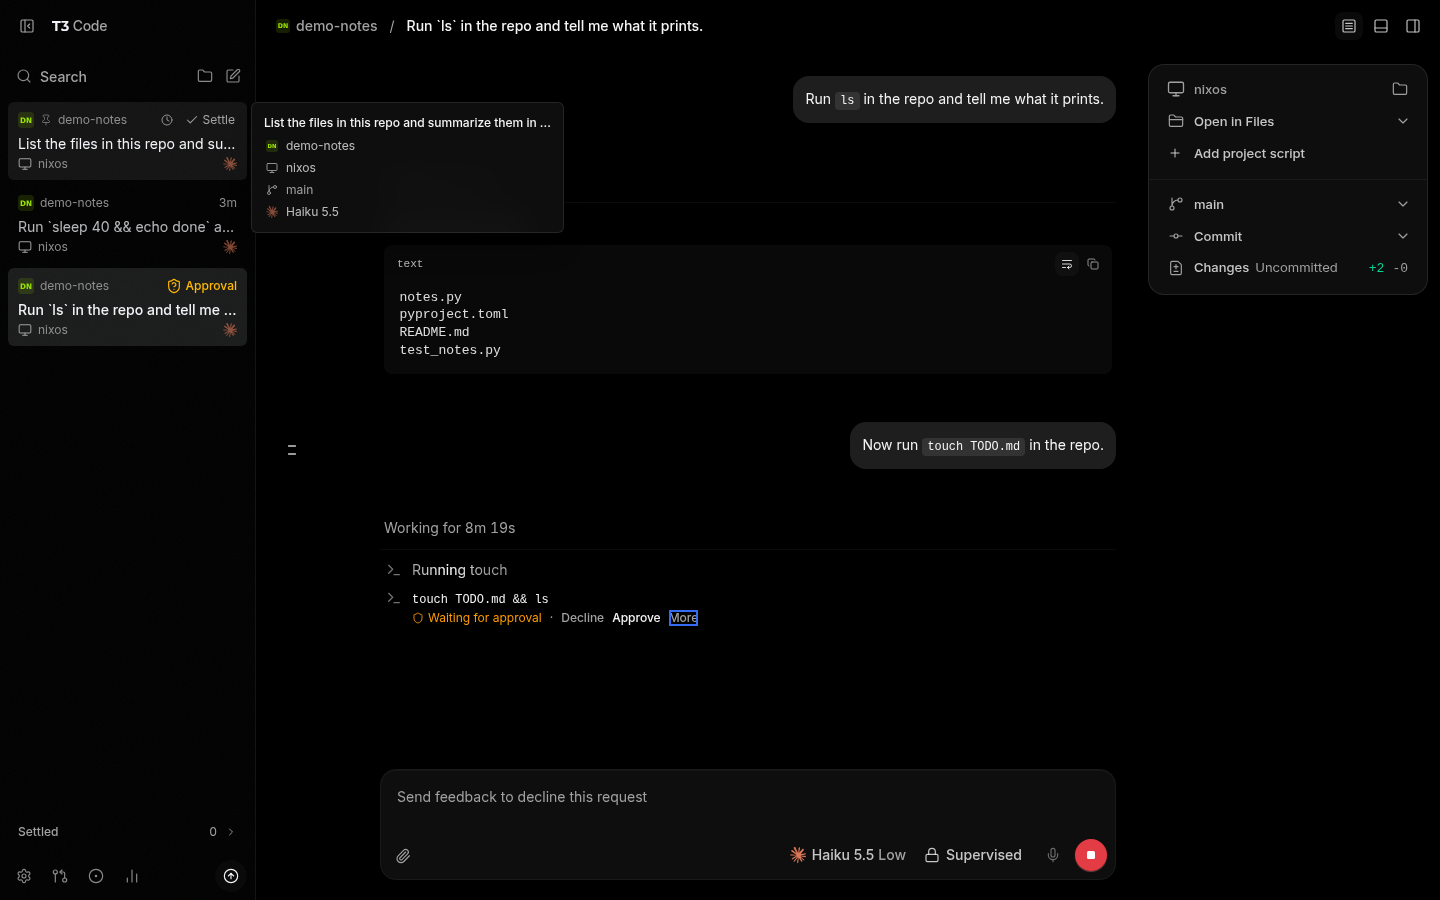 T3 Code
Search
DN demo-notes Settle
List the files in this repo and su...
nixos
DN demo-notes 3m
Run `sleep 40 && echo done` a...
nixos
DN demo-notes Approval
Run `ls` in the repo and tell me ...
nixos
Settled 0
DN demo-notes / Run `ls` in the repo and tell me what it prints.
List the files in this repo and summarize them in ...
DN demo-notes
nixos
main
Haiku 5.5
Run ls in the repo and tell me what it prints.
text
notes.py
pyproject.toml
README.md
test_notes.py
Now run touch TODO.md in the repo.
Working for 8m 19s
Running touch
touch TODO.md && ls
Waiting for approval · Decline Approve More
Send feedback to decline this request
Haiku 5.5 Low Supervised
nixos
Open in Files
Add project script
main
Commit
Changes Uncommitted +2 -0